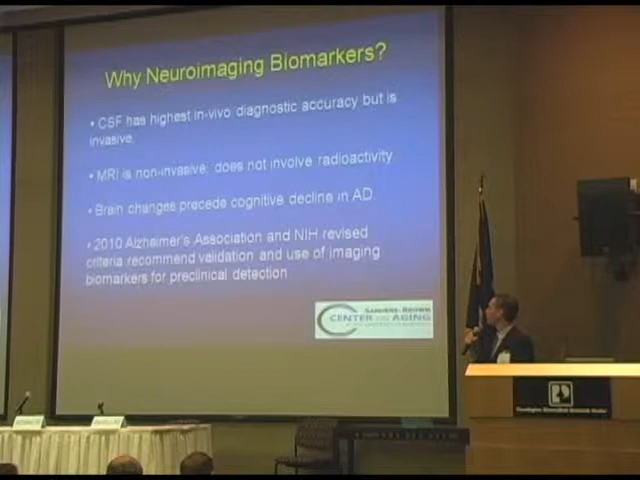 Why Neuroimaging Biomarkers?
• CSF has highest in-vivo diagnostic accuracy but is
invasive.
• MRI is non-invasive; does not involve radioactivity
• Brain changes precede cognitive decline in AD
• 2010 Alzheimer's Association and NIH revised
criteria recommend validation and use of imaging
biomarkers for preclinical detection
SANDERS-BROWN
CENTER ON AGING